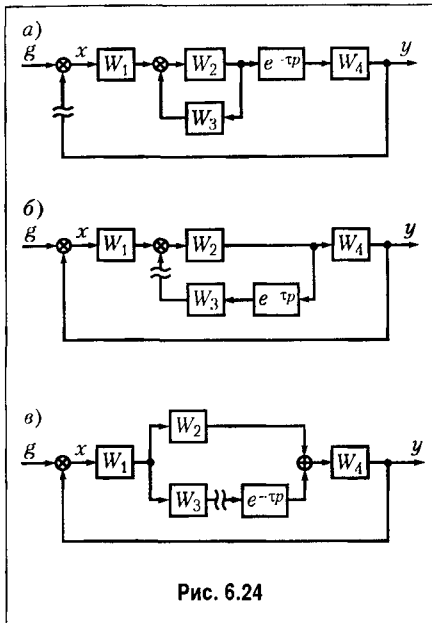 а)
g x W₁ W₂ e⁻τp W₄ y
W₃
б)
g x W₁ W₂ W₄ y
W₃ e⁻τp
в)
W₂
g x W₁ W₄ y
W₃ e⁻τp
Рис. 6.24